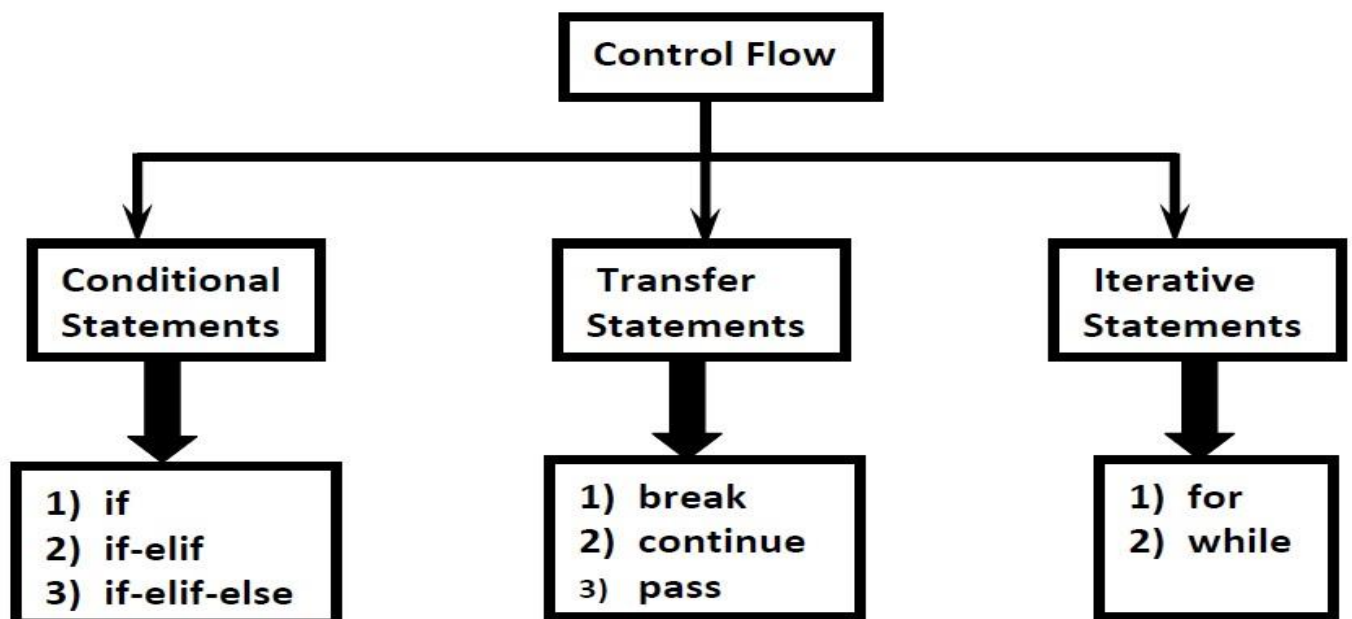 Control Flow
Conditional
Statements
Transfer
Statements
Iterative
Statements
1) if
2) if-elif
3) if-elif-else
1) break
2) continue
3) pass
1) for
2) while